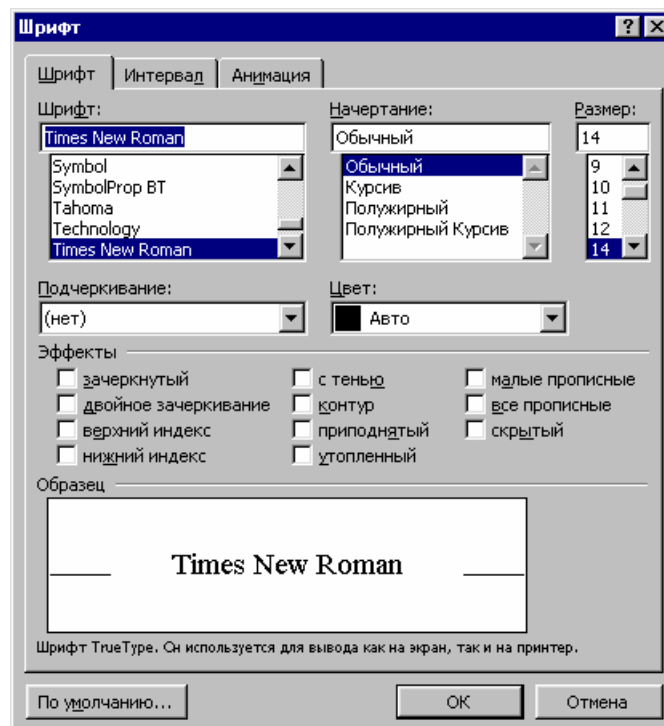 Шрифт
Шрифт Интервал Анимация
Шрифт: Начертание: Размер:
Times New Roman Обычный 14
Symbol Обычный 9
SymbolProp BT Курсив 10
Tahoma Полужирный 11
Technology Полужирный Курсив 12
Times New Roman 14
Подчеркивание: Цвет:
(нет) Авто
Эффекты
зачеркнутый с тенью малые прописные
двойное зачеркивание контур все прописные
верхний индекс приподнятый скрытый
нижний индекс утопленный
Образец
Times New Roman
Шрифт TrueType. Он используется для вывода как на экран, так и на принтер.
По умолчанию... ОК Отмена